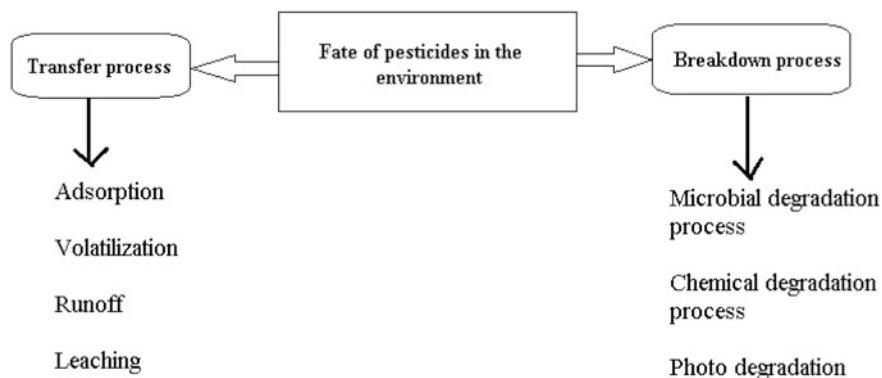 Fate of pesticides in the
environment
Transfer process
Adsorption
Volatilization
Runoff
Leaching
Breakdown process
Microbial degradation
process
Chemical degradation
process
Photo degradation